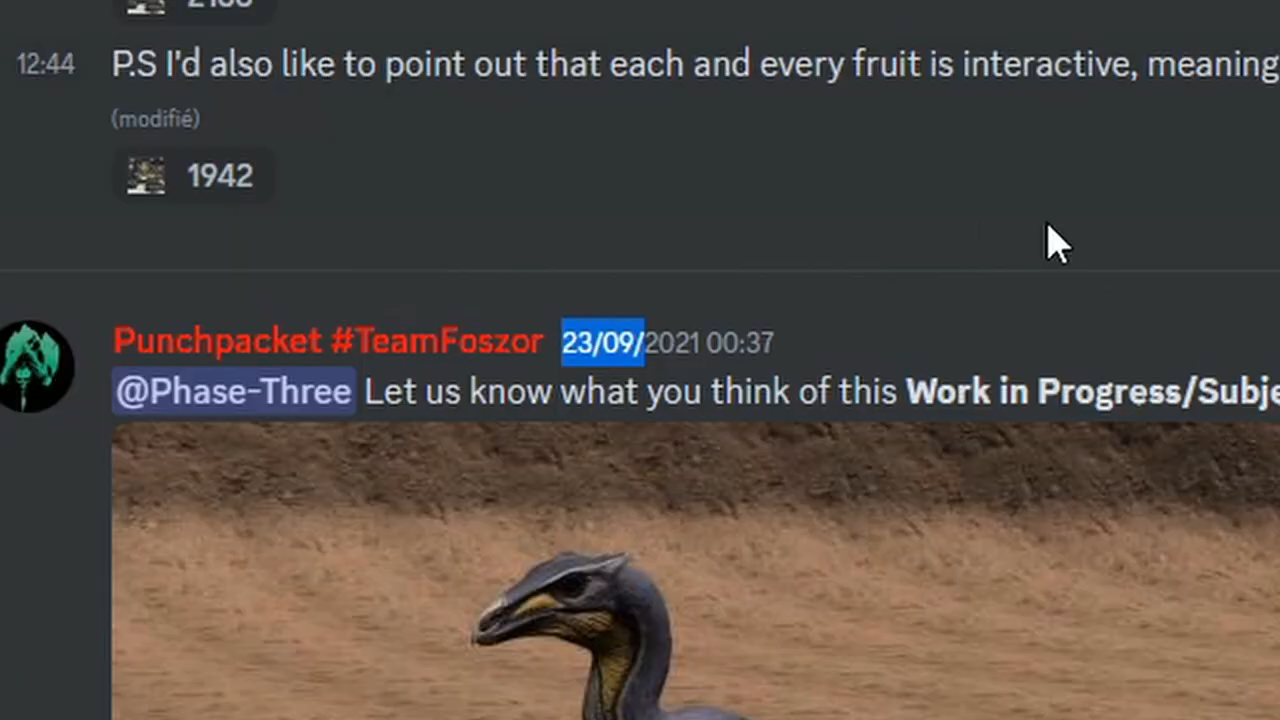 12:44 P.S I'd also like to point out that each and every fruit is interactive, meaning
(modifié)
1942
Punchpacket #TeamFoszor 23/09/2021 00:37
@Phase-Three Let us know what you think of this Work in Progress/Subje